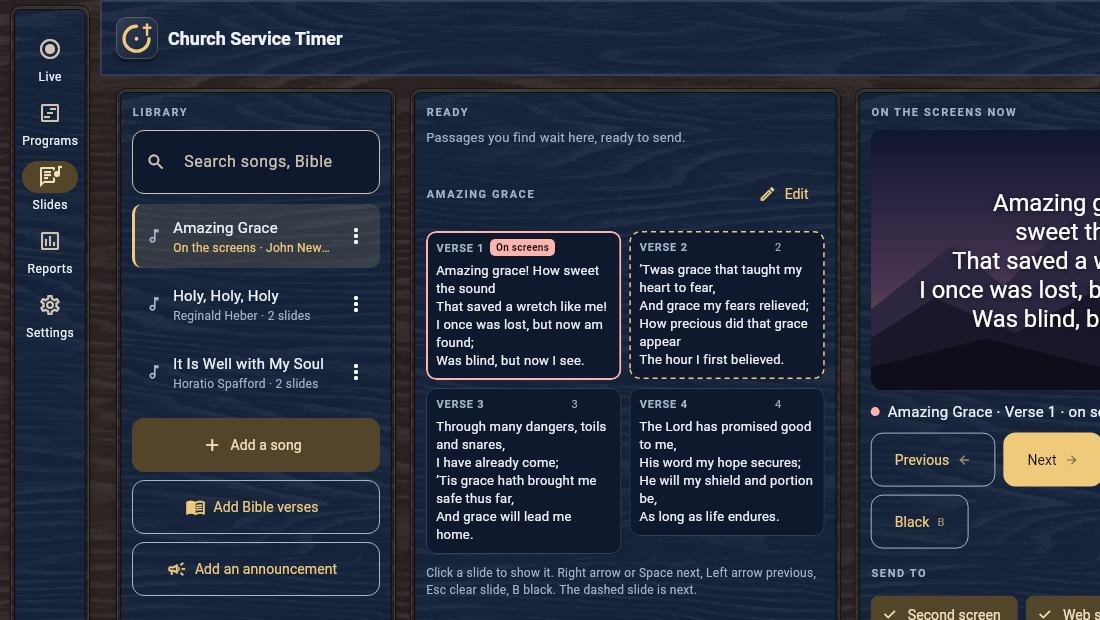 Church Service Timer
Live
Programs
Slides
Reports
Settings
LIBRARY
Search songs, Bible
Amazing Grace
On the screens · John New…
Holy, Holy, Holy
Reginald Heber · 2 slides
It Is Well with My Soul
Horatio Spafford · 2 slides
Add a song
Add Bible verses
Add an announcement
READY
Passages you find wait here, ready to send.
AMAZING GRACE
Edit
VERSE 1 On screens
Amazing grace! How sweet
the sound
That saved a wretch like me!
I once was lost, but now am
found;
Was blind, but now I see.
VERSE 2 2
'Twas grace that taught my
heart to fear,
And grace my fears relieved;
How precious did that grace
appear
The hour I first believed.
VERSE 3 3
Through many dangers, toils
and snares,
I have already come;
'Tis grace hath brought me
safe thus far,
And grace will lead me
home.
VERSE 4 4
The Lord has promised good
to me,
His word my hope secures;
He will my shield and portion
be,
As long as life endures.
Click a slide to show it. Right arrow or Space next, Left arrow previous,
Esc clear slide, B black. The dashed slide is next.
ON THE SCREENS NOW
Amazing
sweet
That saved a
I once was lost,
Was blind,
Amazing Grace · Verse 1 · on
Previous ←
Next →
Black B
SEND TO
Second screen
Web